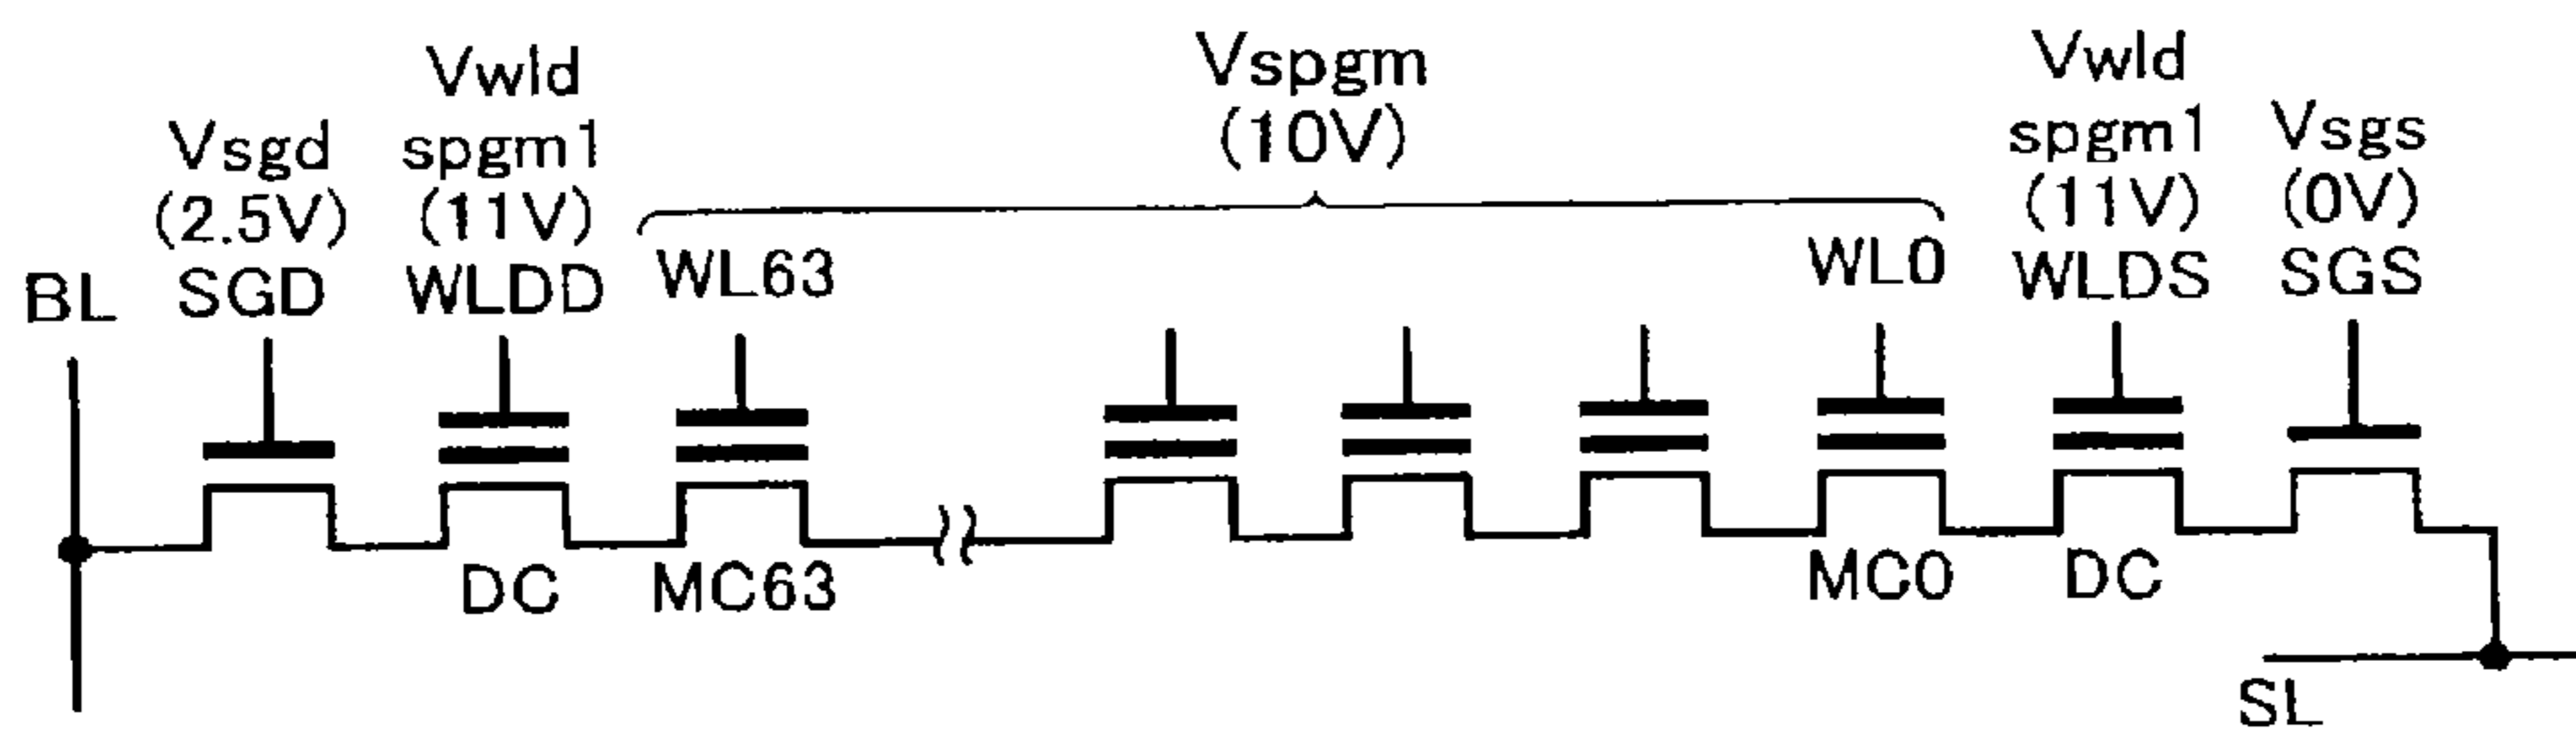 Vwld
spgm1
(11V)
WLDD
Vspgm
(10V)
Vwld
spgm1
(11V)
WLDS
Vsgd
(2.5V)
SGD
Vsgs
(0V)
SGS
BL
WL63
WL0
DC
MC63
MC0
DC
SL